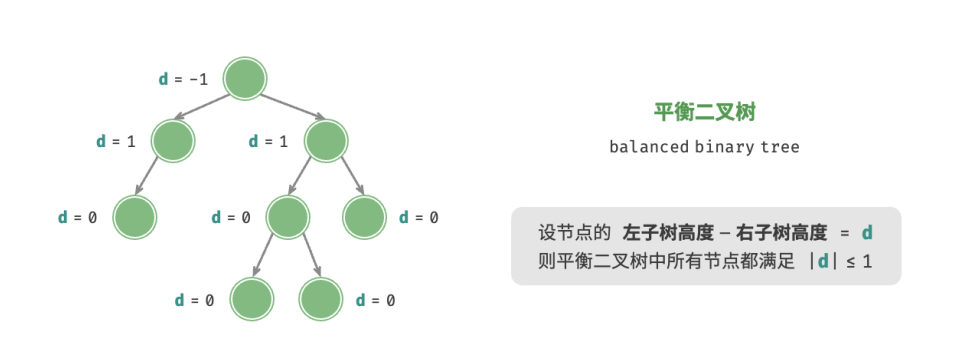 d = -1
d = 1
d = 1
d = 0
d = 0
d = 0
d = 0
d = 0
平衡二叉树
balanced binary tree
设节点的 左子树高度 - 右子树高度 = d
则平衡二叉树中所有节点都满足 |d| ≤ 1